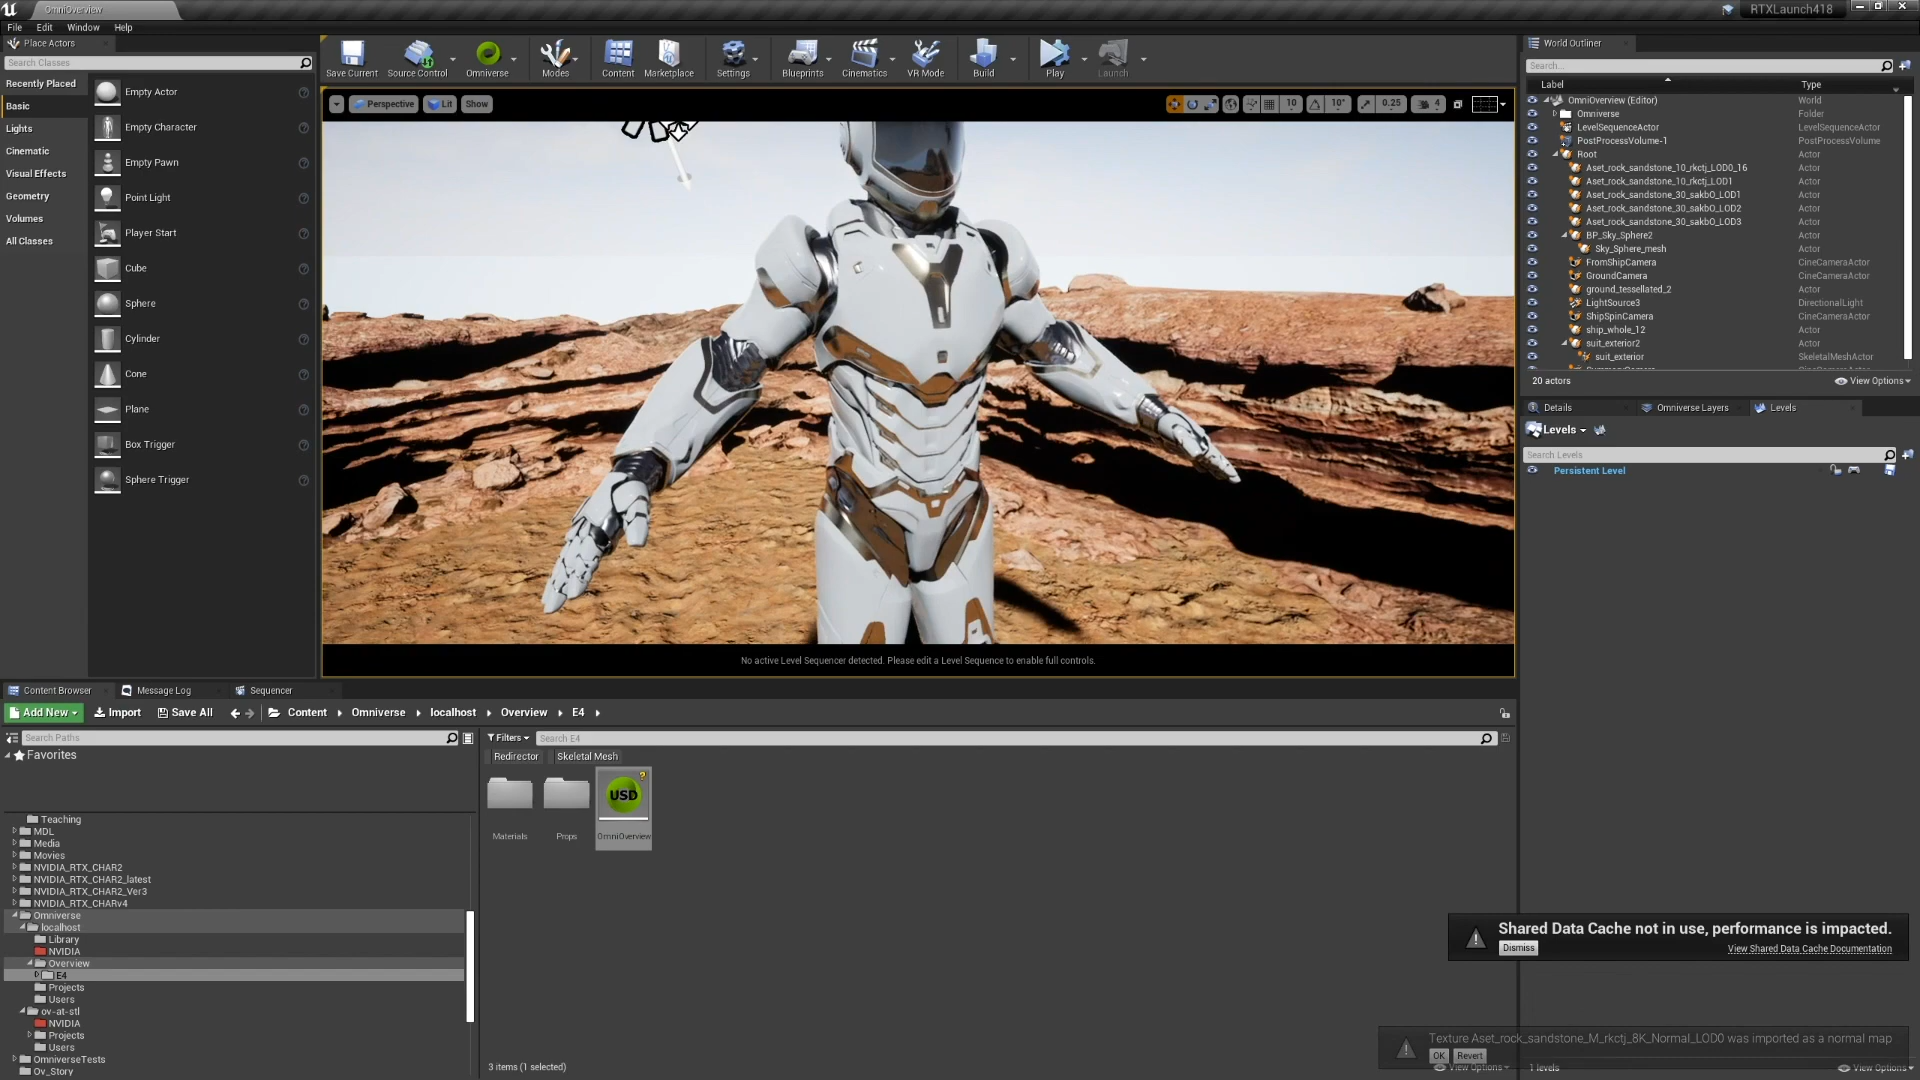 OmniOverview
RTXLaunch418
File Edit Window Help
Place Actors
Search Classes
Recently Placed
Basic
Lights
Cinematic
Visual Effects
Geometry
Volumes
All Classes
Empty Actor
Empty Character
Empty Pawn
Point Light
Player Start
Cube
Sphere
Cylinder
Cone
Plane
Box Trigger
Sphere Trigger
Save Current Source Control Omniverse Modes Content Marketplace Settings Blueprints Cinematics VR Mode Build Play Launch
Perspective Lit Show
10 10° 0.25 4
No active Level Sequencer detected. Please edit a Level Sequence to enable full controls.
World Outliner
Search...
Label Type
OmniOverview (Editor) World
Omniverse Folder
LevelSequenceActor LevelSequenceActor
PostProcessVolume-1 PostProcessVolume
Root Actor
Aset_rock_sandstone_10_rkctj_LOD0_16 Actor
Aset_rock_sandstone_10_rkctj_LOD1 Actor
Aset_rock_sandstone_30_sakbO_LOD1 Actor
Aset_rock_sandstone_30_sakbO_LOD2 Actor
Aset_rock_sandstone_30_sakbO_LOD3 Actor
BP_Sky_Sphere2 Actor
Sky_Sphere_mesh Actor
FromShipCamera CineCameraActor
GroundCamera CineCameraActor
ground_tessellated_2 Actor
LightSource3 DirectionalLight
ShipSpinCamera CineCameraActor
ship_whole_12 Actor
suit_exterior2 Actor
suit_exterior SkeletalMeshActor
20 actors View Options
Details Omniverse Layers Levels
Levels
Search Levels
Persistent Level
Content Browser Message Log Sequencer
Add New Import Save All Content Omniverse localhost Overview E4
Search Paths
Favorites
Teaching
MDL
Media
Movies
NVIDIA_RTX_CHAR2
NVIDIA_RTX_CHAR2_latest
NVIDIA_RTX_CHAR2_Ver3
NVIDIA_RTX_CHARv4
Omniverse
localhost
Library
NVIDIA
Overview
E4
Projects
Users
ov-at-stl
NVIDIA
Projects
Users
OmniverseTests
Ov_Story
Filters Search E4
Redirector Skeletal Mesh
USD
Materials Props OmniOverview
3 items (1 selected)
Shared Data Cache not in use, performance is impacted.
Dismiss View Shared Data Cache Documentation
Texture Aset_rock_sandstone_M_rkctj_8K_Normal_LOD0 was imported as a normal map
OK Revert
View Options 1 levels View Options